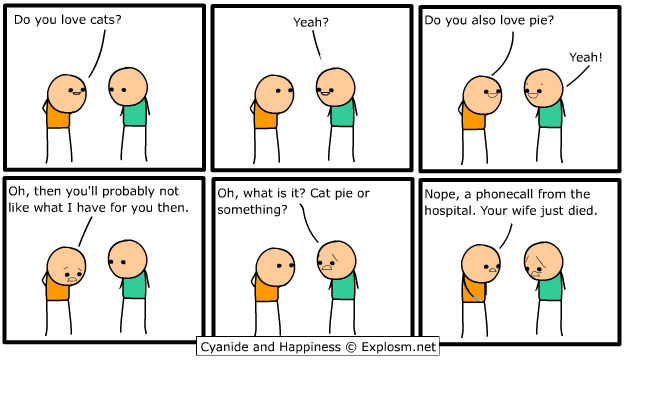 Do you love cats?
Yeah?
Do you also love pie?
Yeah!
Oh, then you'll probably not
like what I have for you then.
Oh, what is it? Cat pie or
something?
Nope, a phonecall from the
hospital. Your wife just died.
Cyanide and Happiness © Explosm.net